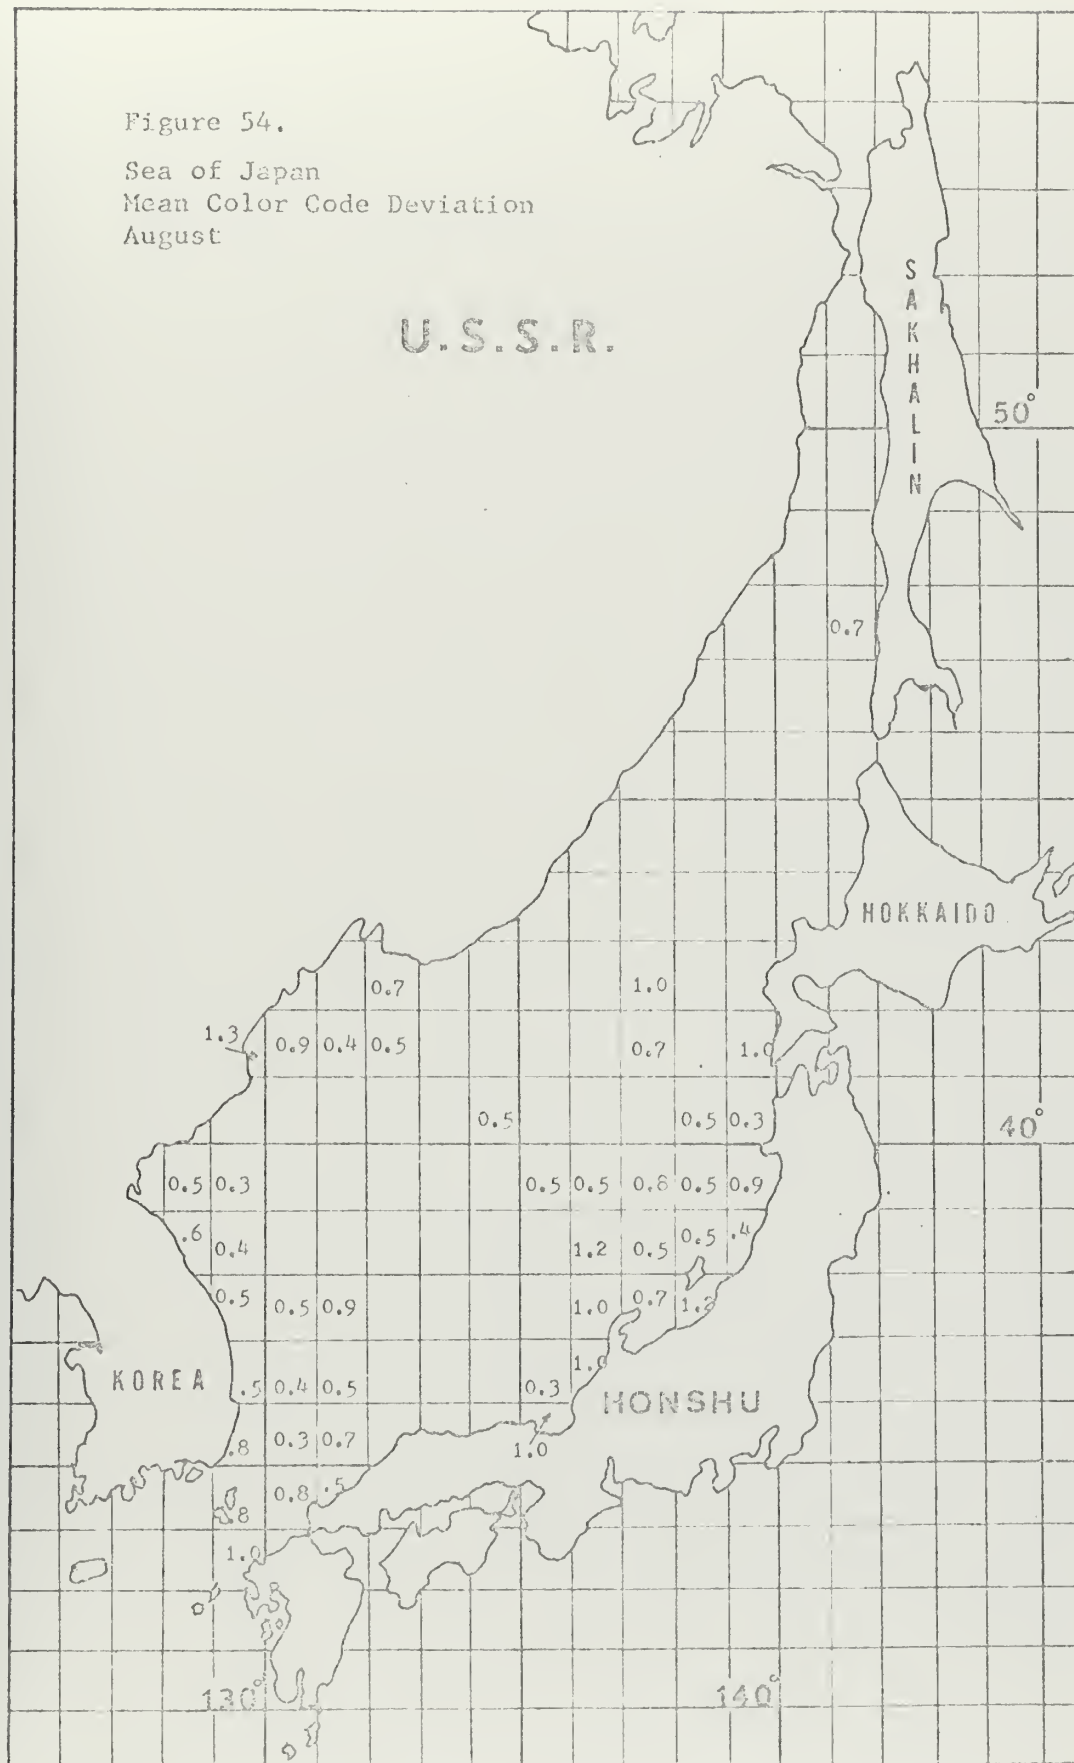 Figure 54.
Sea of Japan
Mean Color Code Deviation
August
U.S.S.R.
SAKHALIN
50°
0.7
HOKKAIDO
0.7 1.0
1.3 0.9 0.4 0.5 0.7 1.0
0.5 0.5 0.3 40°
0.5 0.3 0.5 0.5 0.8 0.5 0.9
.6 0.4 1.2 0.5 0.5 .4
0.5 0.5 0.9 1.0 0.7
1.0
KOREA .5 0.4 0.5 0.3 HONSHU
.8 0.3 0.7 1.0
0.8 .5
.8
1.0
130° 140°